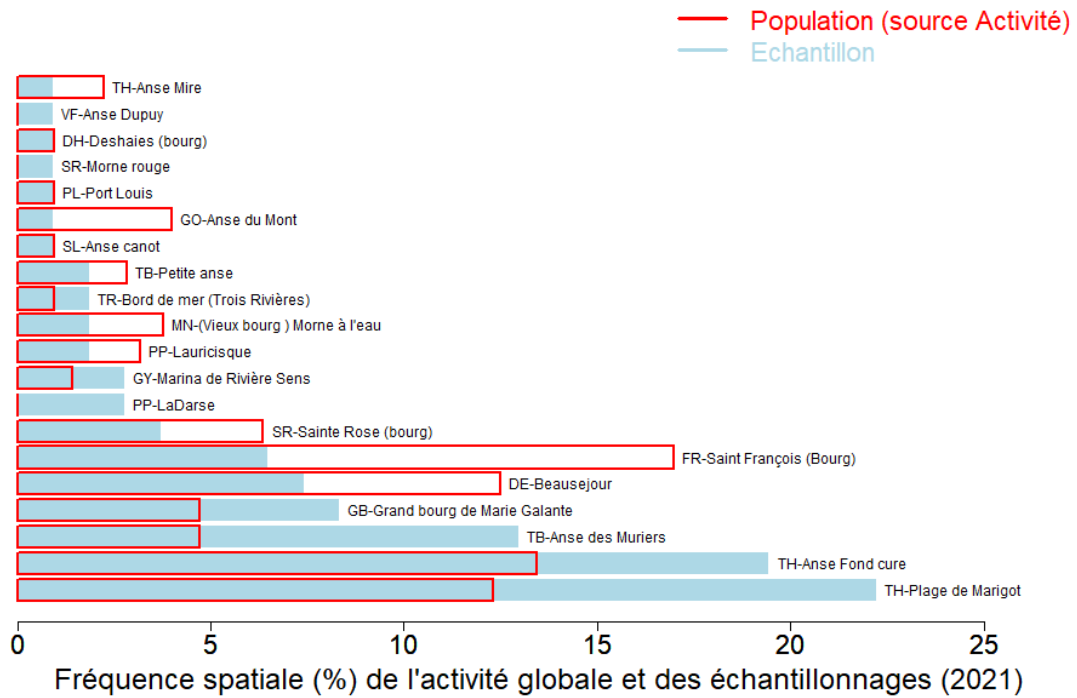 Population (source Activité)
Echantillon
TH-Anse Mire
VF-Anse Dupuy
DH-Deshaies (bourg)
SR-Morne rouge
PL-Port Louis
GO-Anse du Mont
SL-Anse canot
TB-Petite anse
TR-Bord de mer (Trois Rivières)
MN-(Vieux bourg ) Morne à l'eau
PP-Lauricisque
GY-Marina de Rivière Sens
PP-LaDarse
SR-Sainte Rose (bourg)
FR-Saint François (Bourg)
DE-Beausejour
GB-Grand bourg de Marie Galante
TB-Anse des Muriers
TH-Anse Fond cure
TH-Plage de Marigot
0 5 10 15 20 25
Fréquence spatiale (%) de l'activité globale et des échantillonnages (2021)